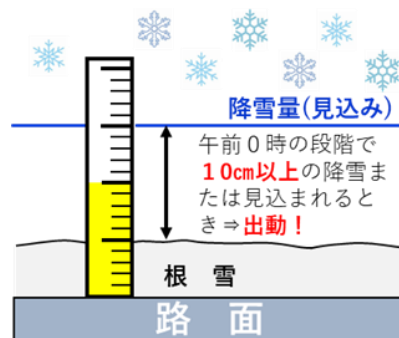 降雪量(見込み)
午前０時の段階で
１０㎝以上の降雪ま
たは見込まれると
き⇒出動！
根　雪
路　面